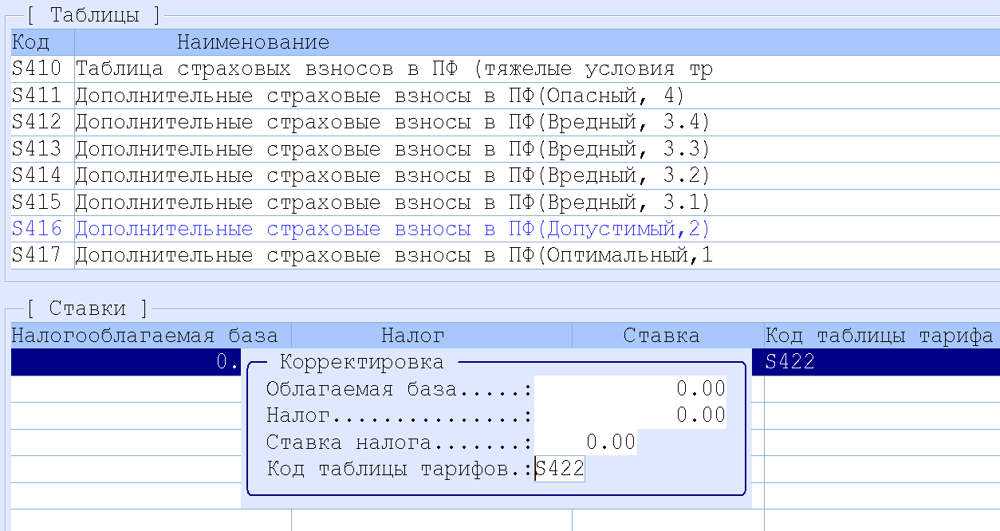 [ Таблицы ]
Код Наименование
S410 Таблица страховых взносов в ПФ (тяжелые условия тр
S411 Дополнительные страховые взносы в ПФ(Опасный, 4)
S412 Дополнительные страховые взносы в ПФ(Вредный, 3.4)
S413 Дополнительные страховые взносы в ПФ(Вредный, 3.3)
S414 Дополнительные страховые взносы в ПФ(Вредный, 3.2)
S415 Дополнительные страховые взносы в ПФ(Вредный, 3.1)
S416 Дополнительные страховые взносы в ПФ(Допустимый,2)
S417 Дополнительные страховые взносы в ПФ(Оптимальный,1
[ Ставки ]
Налогооблагаемая база Налог Ставка Код таблицы тарифа
0. S422
Корректировка
Облагаемая база.....: 0.00
Налог...............: 0.00
Ставка налога.......: 0.00
Код таблицы тарифов.:S422